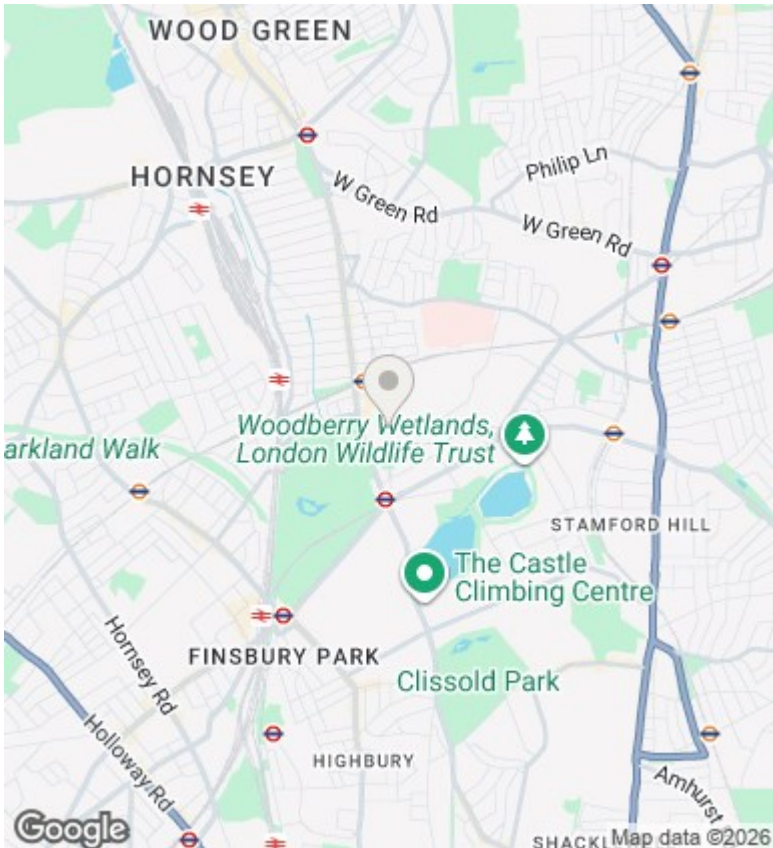 WOOD GREEN
HORNSEY
Philip Ln
W Green Rd
W Green Rd
arkland Walk
Woodberry Wetlands,
London Wildlife Trust
STAMFORD HILL
The Castle
Climbing Centre
FINSBURY PARK
Hornsey Rd
Clissold Park
Holloway Rd
HIGHBURY
Amhurst
Google
SHACKL
Map data ©2026